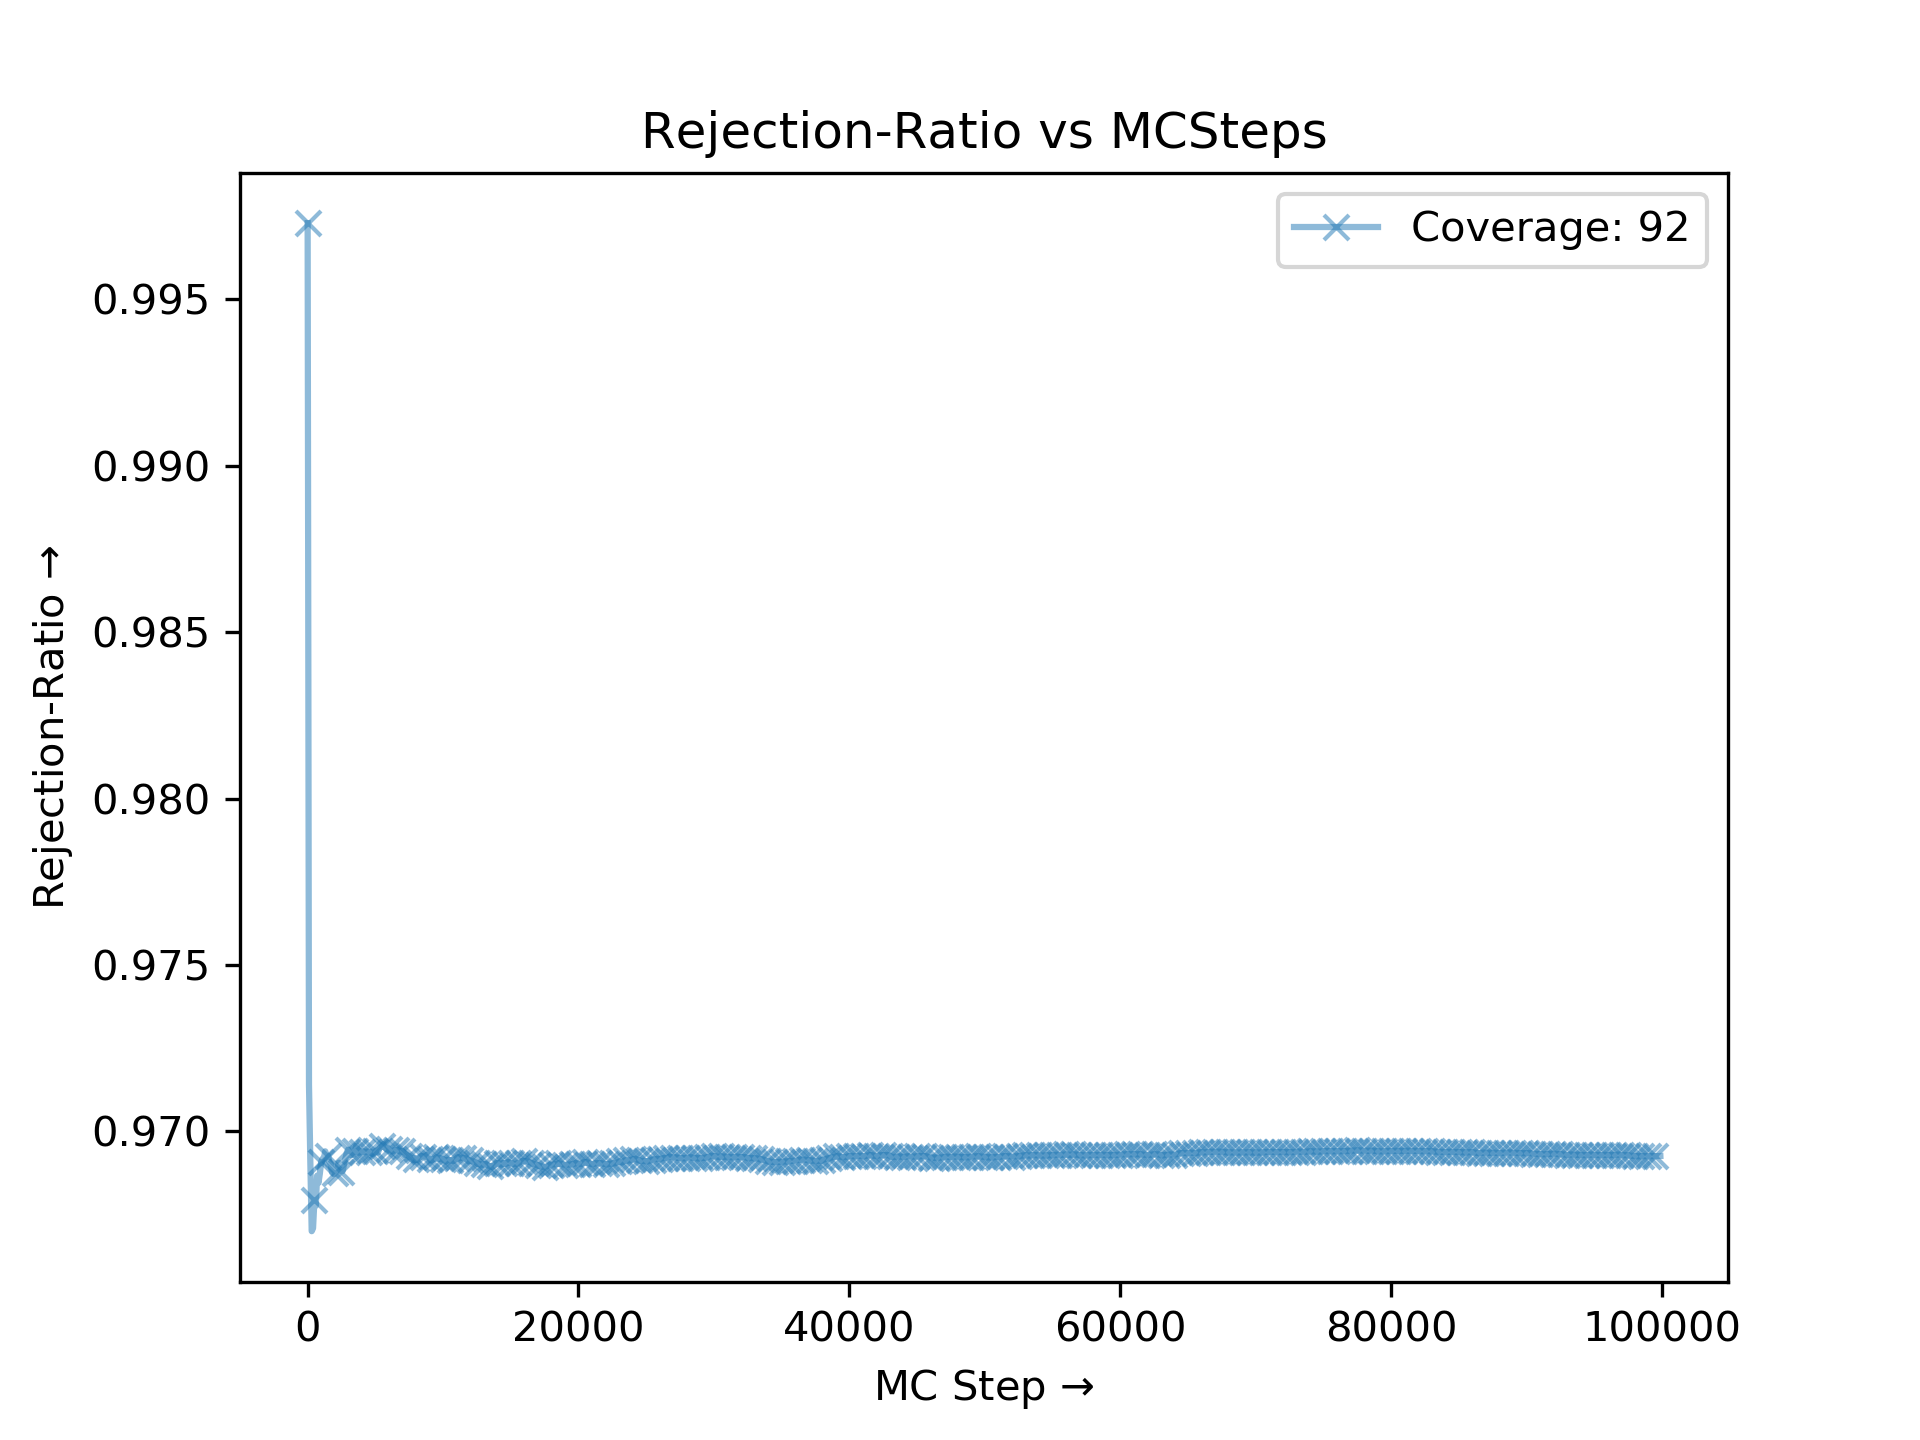 Rejection-Ratio vs MCSteps
Coverage: 92
Rejection-Ratio →
0.995
0.990
0.985
0.980
0.975
0.970
0 20000 40000 60000 80000 100000
MC Step →